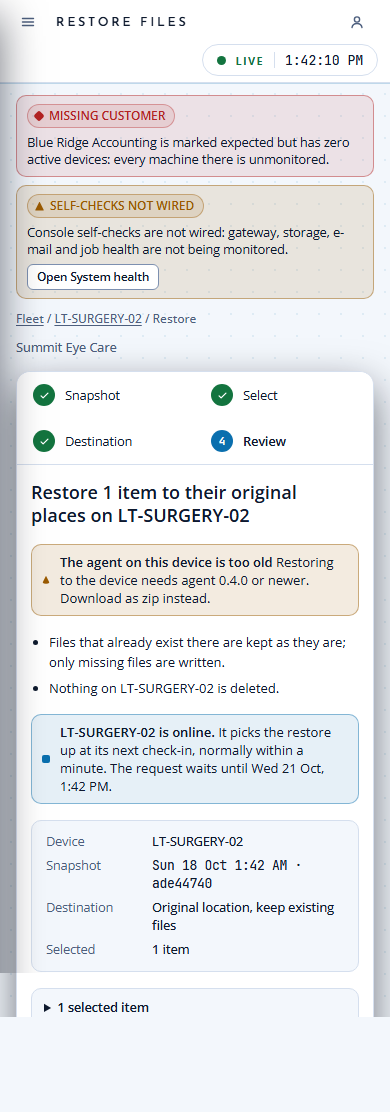 RESTORE FILES
LIVE 1:42:10 PM
MISSING CUSTOMER
Blue Ridge Accounting is marked expected but has zero
active devices: every machine there is unmonitored.
SELF-CHECKS NOT WIRED
Console self-checks are not wired: gateway, storage, e-
mail and job health are not being monitored.
Open System health
Fleet / LT-SURGERY-02 / Restore
Summit Eye Care
Snapshot
Select
Destination
4 Review
Restore 1 item to their original
places on LT-SURGERY-02
The agent on this device is too old Restoring
to the device needs agent 0.4.0 or newer.
Download as zip instead.
• Files that already exist there are kept as they are;
only missing files are written.
• Nothing on LT-SURGERY-02 is deleted.
LT-SURGERY-02 is online. It picks the restore
up at its next check-in, normally within a
minute. The request waits until Wed 21 Oct,
1:42 PM.
Device LT-SURGERY-02
Snapshot Sun 18 Oct 1:42 AM ·
ade44740
Destination Original location, keep existing
files
Selected 1 item
1 selected item